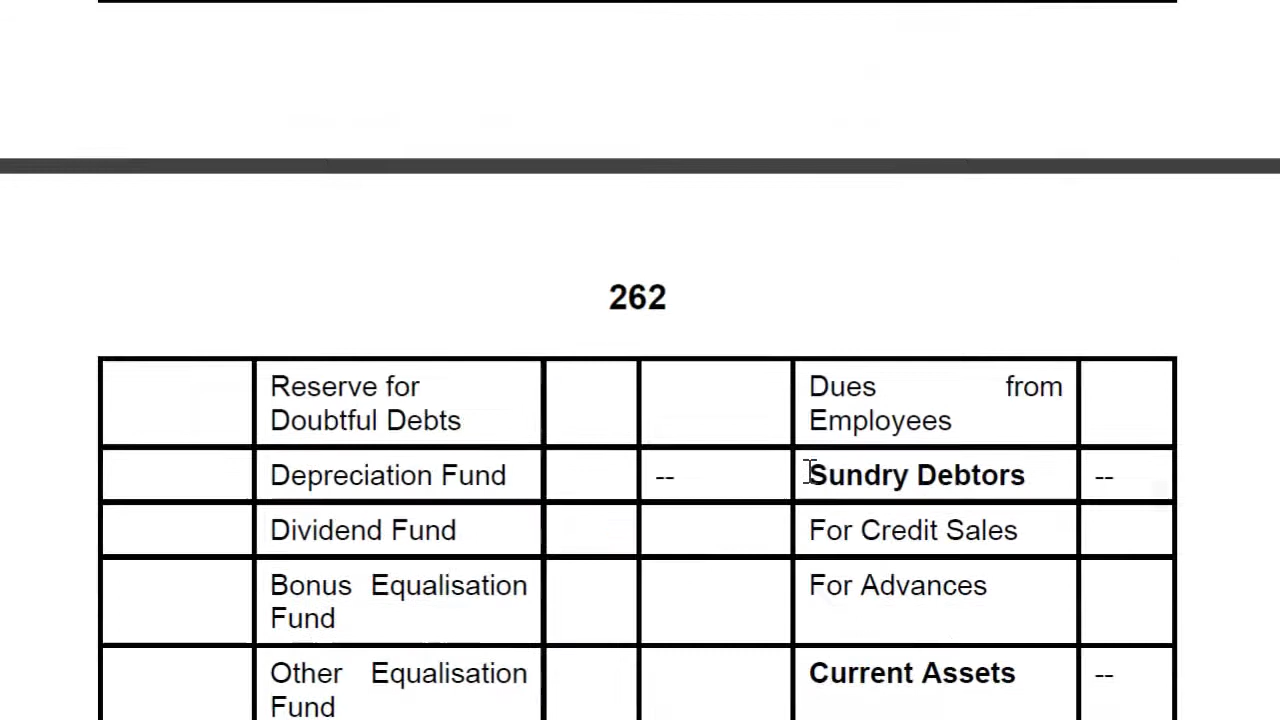 262
Reserve for
Doubtful Debts
Dues from
Employees
Depreciation Fund
--
Sundry Debtors
--
Dividend Fund
For Credit Sales
Bonus Equalisation
Fund
For Advances
Other Equalisation
Fund
Current Assets
--